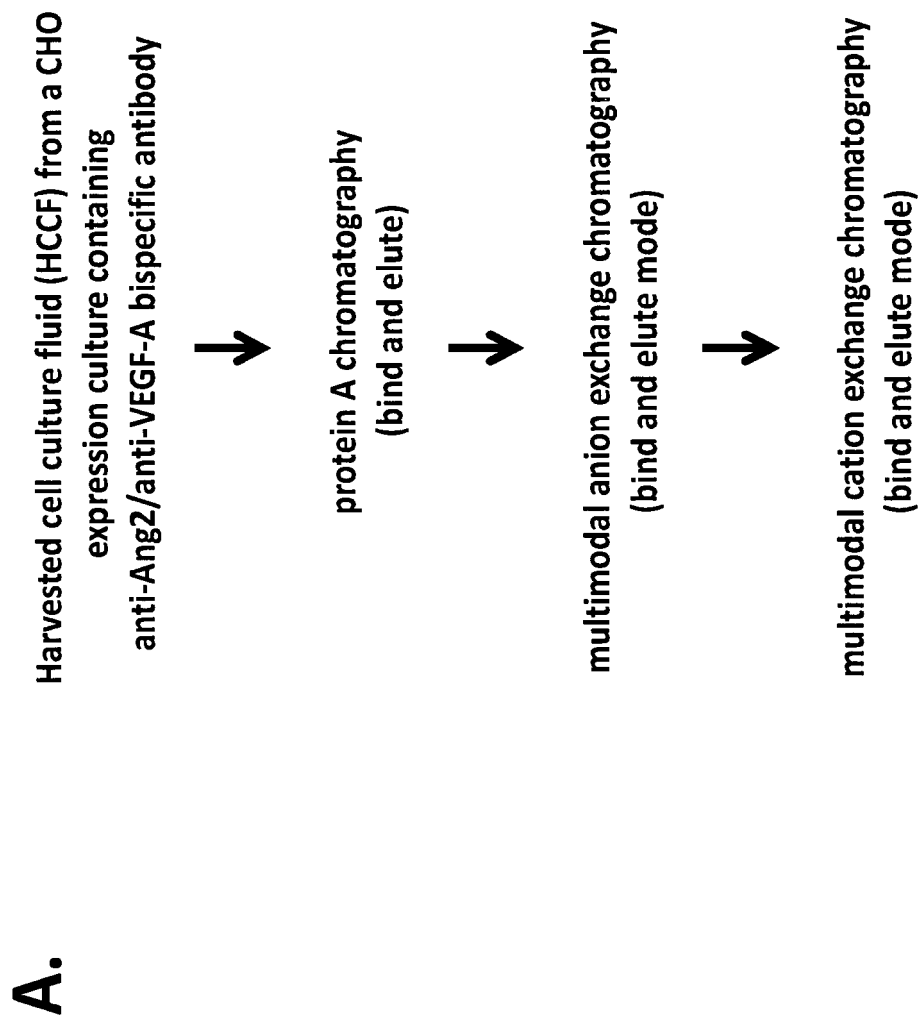 A.
Harvested cell culture fluid (HCCF) from a CHO
expression culture containing
anti-Ang2/anti-VEGF-A bispecific antibody
protein A chromatography
(bind and elute)
multimodal anion exchange chromatography
(bind and elute mode)
multimodal cation exchange chromatography
(bind and elute mode)